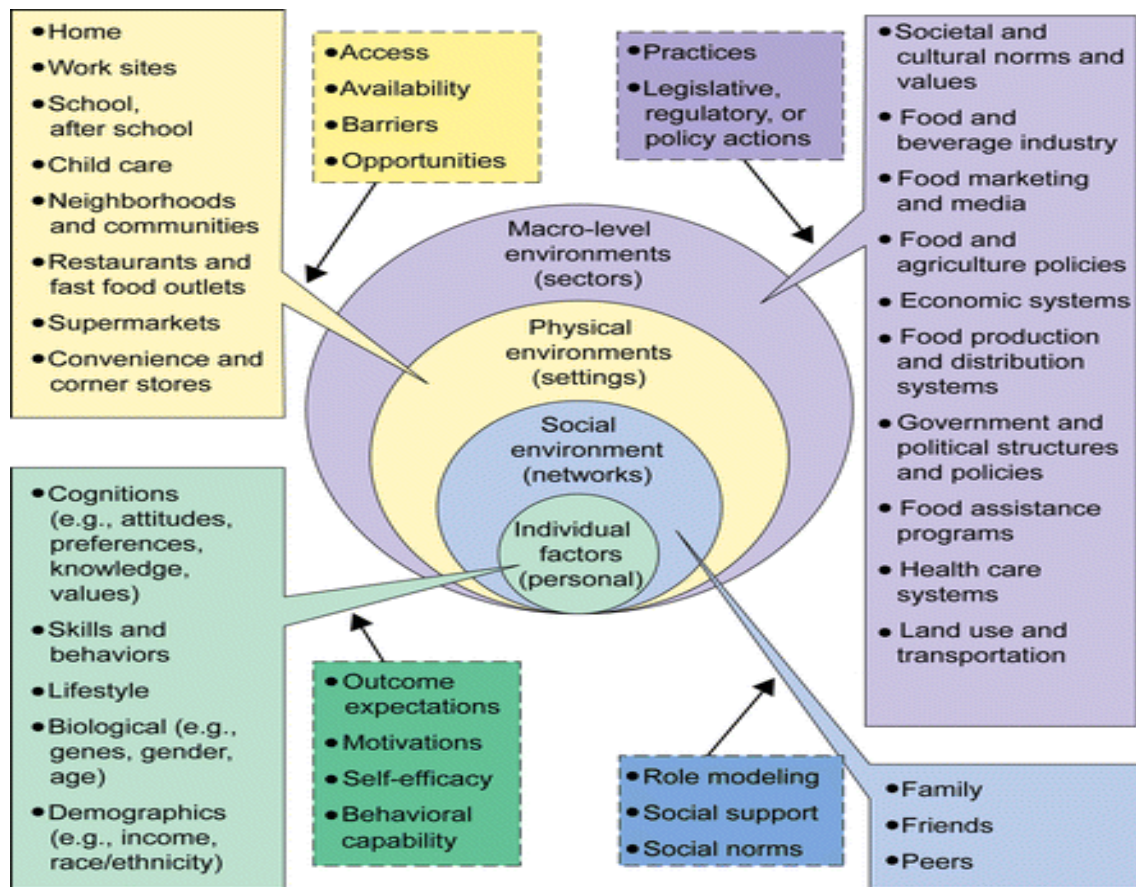 ●Home
●Work sites
●School,
after school
●Child care
●Neighborhoods
and communities
●Restaurants and
fast food outlets
●Supermarkets
●Convenience and
corner stores
●Access
●Availability
●Barriers
●Opportunities
●Practices
●Legislative,
regulatory, or
policy actions
●Societal and
cultural norms and
values
●Food and
beverage industry
●Food marketing
and media
●Food and
agriculture policies
●Economic systems
●Food production
and distribution
systems
●Government and
political structures
and policies
●Food assistance
programs
●Health care
systems
●Land use and
transportation
Macro-level
environments
(sectors)
Physical
environments
(settings)
Social
environment
(networks)
Individual
factors
(personal)
●Cognitions
(e.g., attitudes,
preferences,
knowledge,
values)
●Skills and
behaviors
●Lifestyle
●Biological (e.g.,
genes, gender,
age)
●Demographics
(e.g., income,
race/ethnicity)
●Outcome
expectations
●Motivations
●Self-efficacy
●Behavioral
capability
●Role modeling
●Social support
●Social norms
●Family
●Friends
●Peers